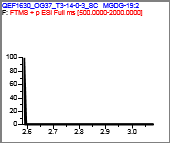 QEF1630_OG37_T3-14-0-3_SC MGDG-19:2
F: FTMS + p ESI Full ms [500.0000-2000.0000]
100
80
60
40
20
0
2.6 2.7 2.8 2.9 3.0